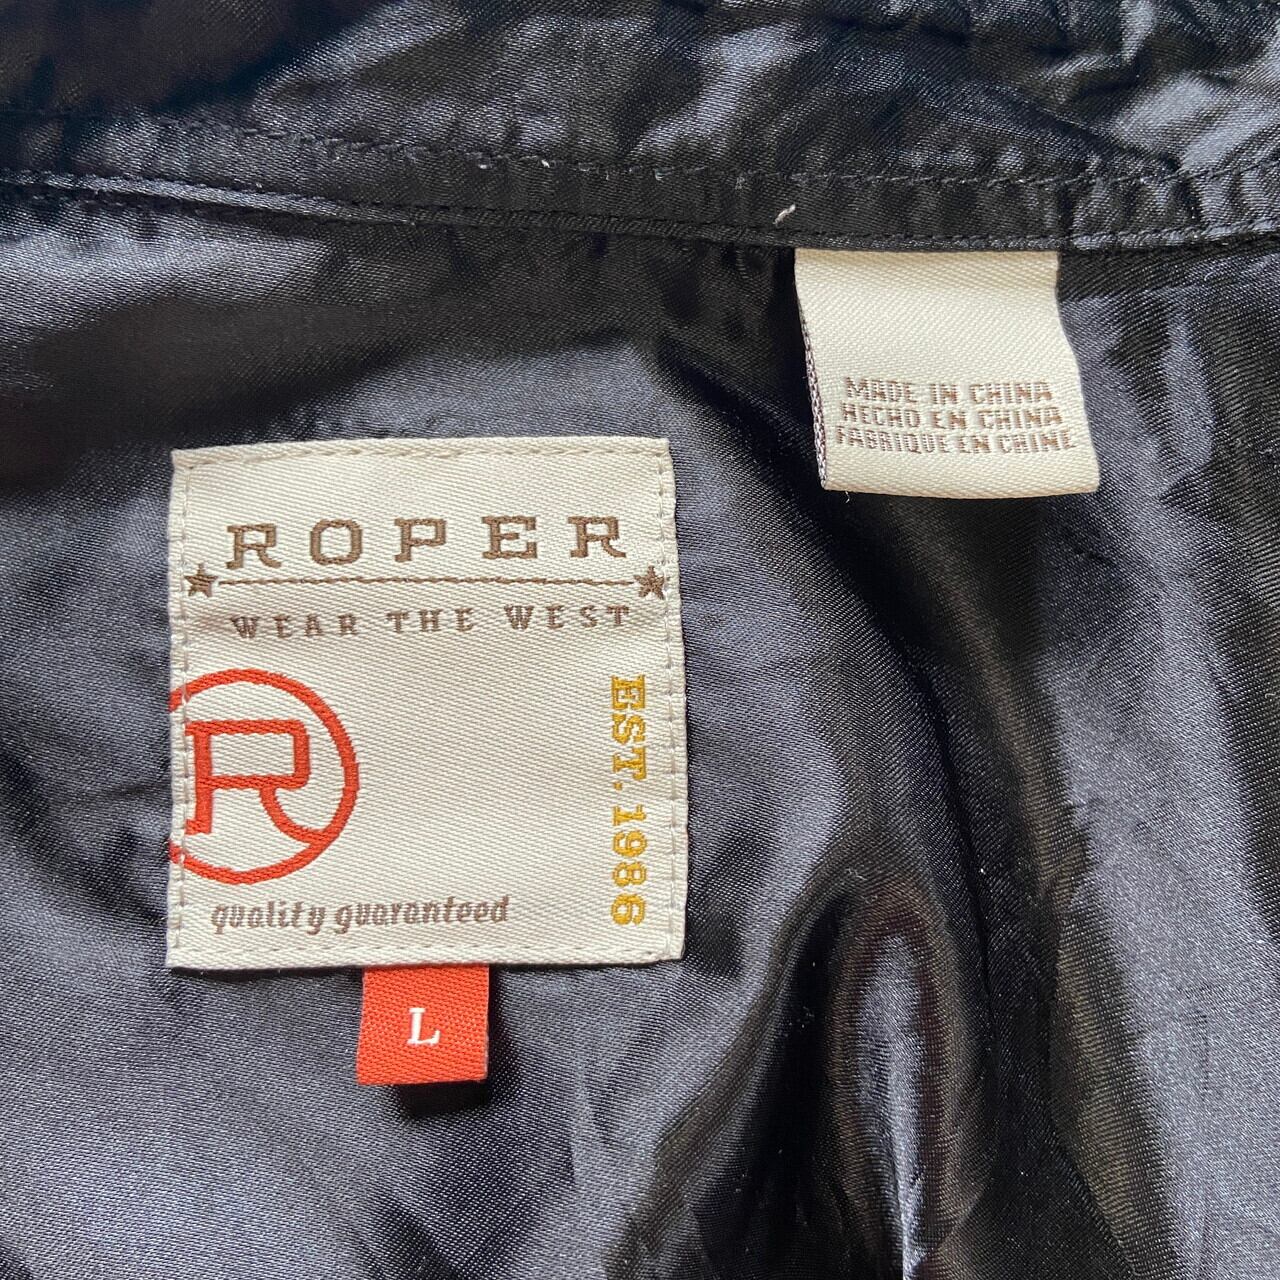 MADE IN CHINA
HECHO EN CHINA
FABRIQUE EN CHINE
ROPER
WEAR THE WEST
EST. 1986
R
quality guaranteed
L